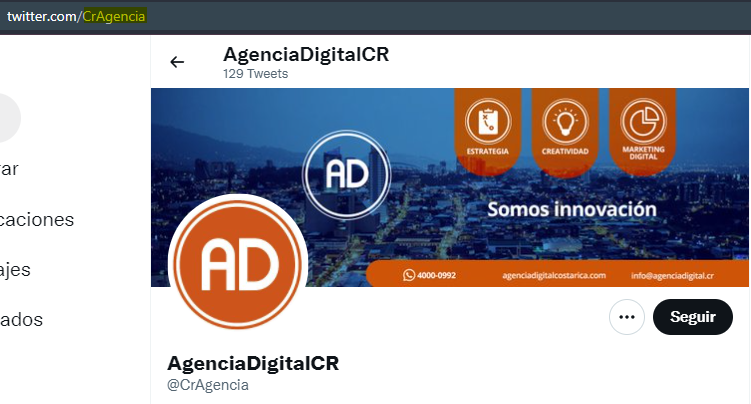 twitter.com/CrAgencia
AgenciaDigitalCR
129 Tweets
AD
ESTRATEGIA
CREATIVIDAD
MARKETING
DIGITAL
Somos innovación
4000-0992 agenciadigitalcostarica.com info@agenciadigital.cr
AD
ar
caciones
ajes
ados
Seguir
AgenciaDigitalCR
@CrAgencia